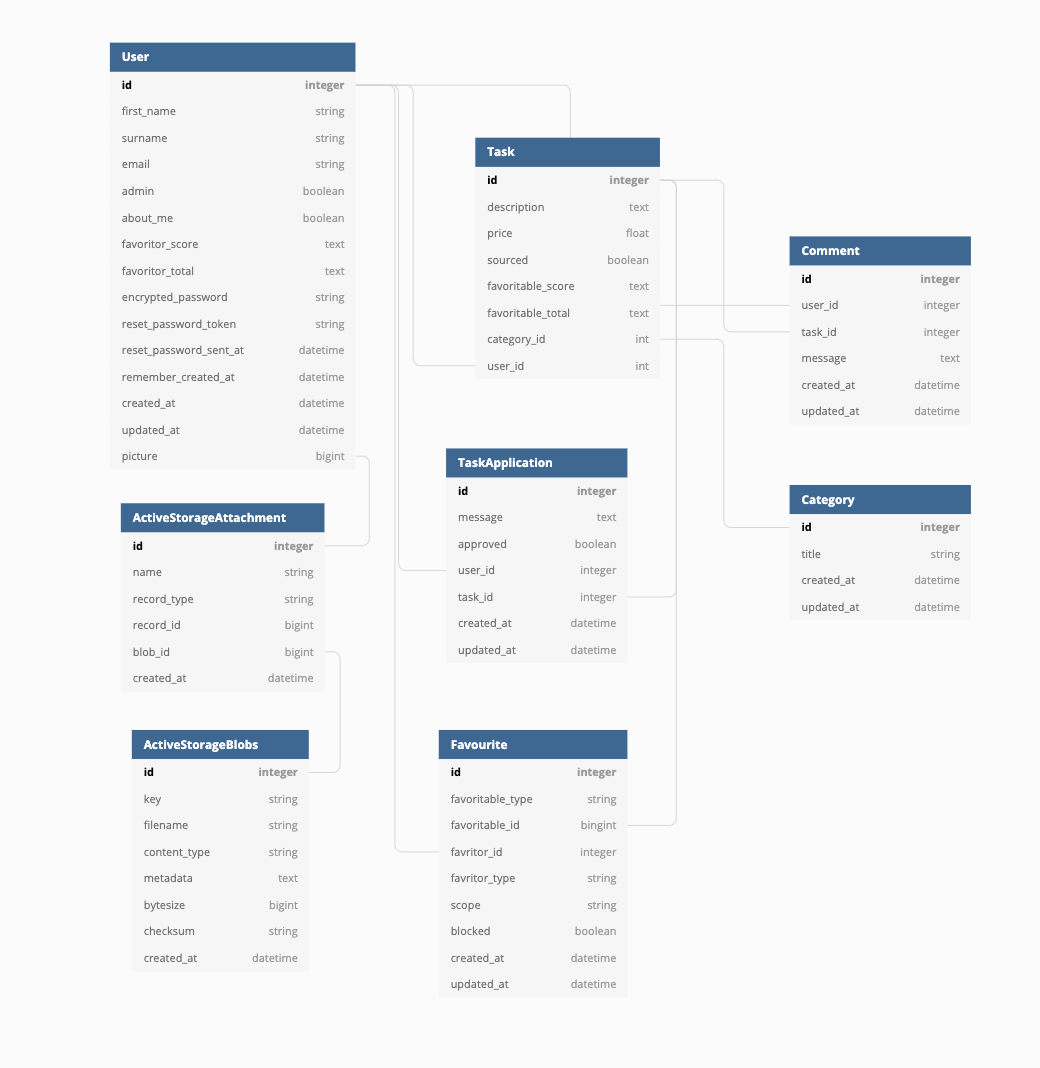 User
id integer
first_name string
surname string
email string
admin boolean
about_me boolean
favoritor_score text
favoritor_total text
encrypted_password string
reset_password_token string
reset_password_sent_at datetime
remember_created_at datetime
created_at datetime
updated_at datetime
picture bigint
ActiveStorageAttachment
id integer
name string
record_type string
record_id bigint
blob_id bigint
created_at datetime
ActiveStorageBlobs
id integer
key string
filename string
content_type string
metadata text
bytesize bigint
checksum string
created_at datetime
Task
id integer
description text
price float
sourced boolean
favoritable_score text
favoritable_total text
category_id int
user_id int
TaskApplication
id integer
message text
approved boolean
user_id integer
task_id integer
created_at datetime
updated_at datetime
Favourite
id integer
favoritable_type string
favoritable_id bingint
favritor_id integer
favritor_type string
scope string
blocked boolean
created_at datetime
updated_at datetime
Comment
id integer
user_id integer
task_id integer
message text
created_at datetime
updated_at datetime
Category
id integer
title string
created_at datetime
updated_at datetime